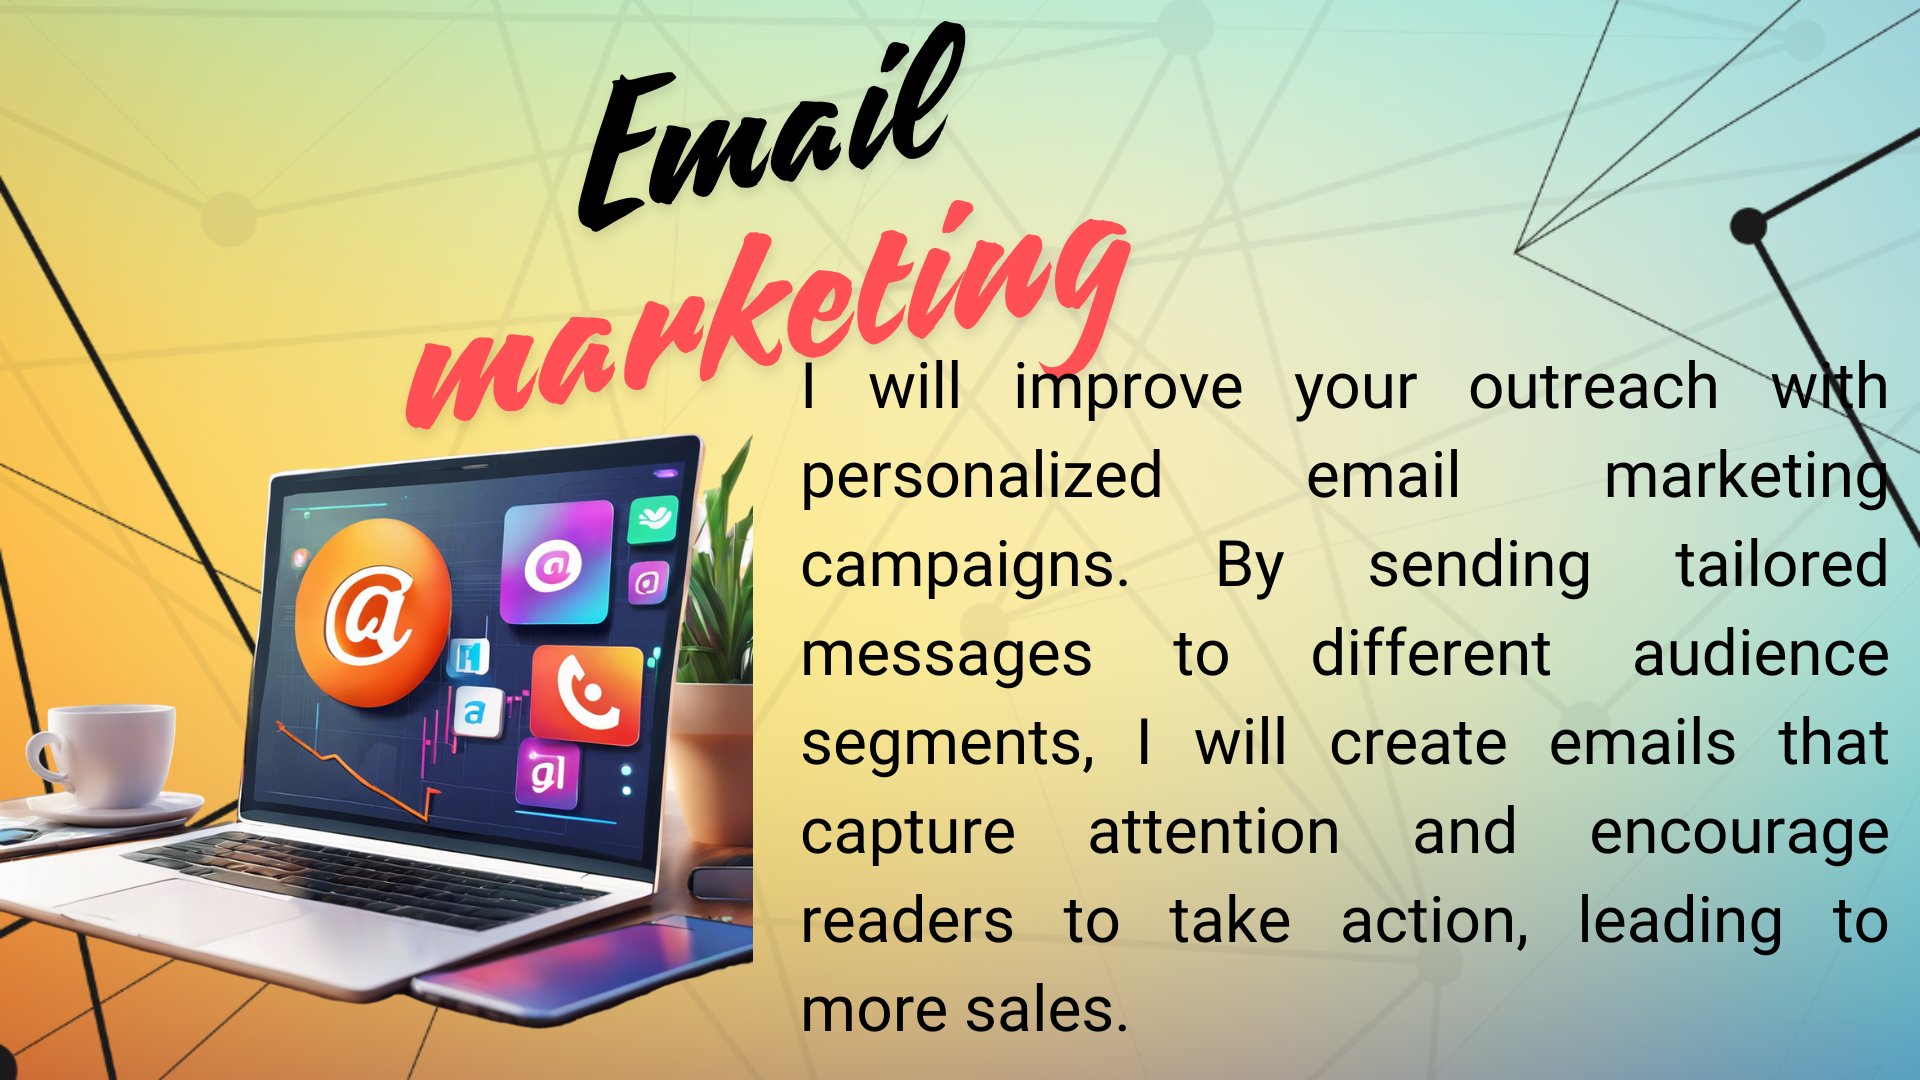 Email
marketing
I will improve your outreach with
personalized email marketing
campaigns. By sending tailored
messages to different audience
segments, I will create emails that
capture attention and encourage
readers to take action, leading to
more sales.
@
@
@
a
gl